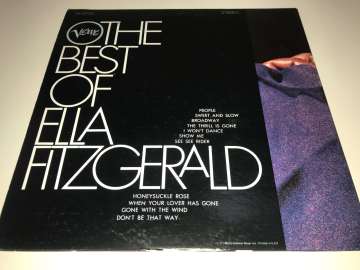 Verve
THE
BEST
OF
ELLA
FITZGERALD
PEOPLE
SWEET AND SLOW
BROADWAY
THE THRILL IS GONE
I WON'T DANCE
SHOW ME
SEE SEE RIDER
HONEYSUCKLE ROSE
WHEN YOUR LOVER HAS GONE
GONE WITH THE WIND
DON'T BE THAT WAY